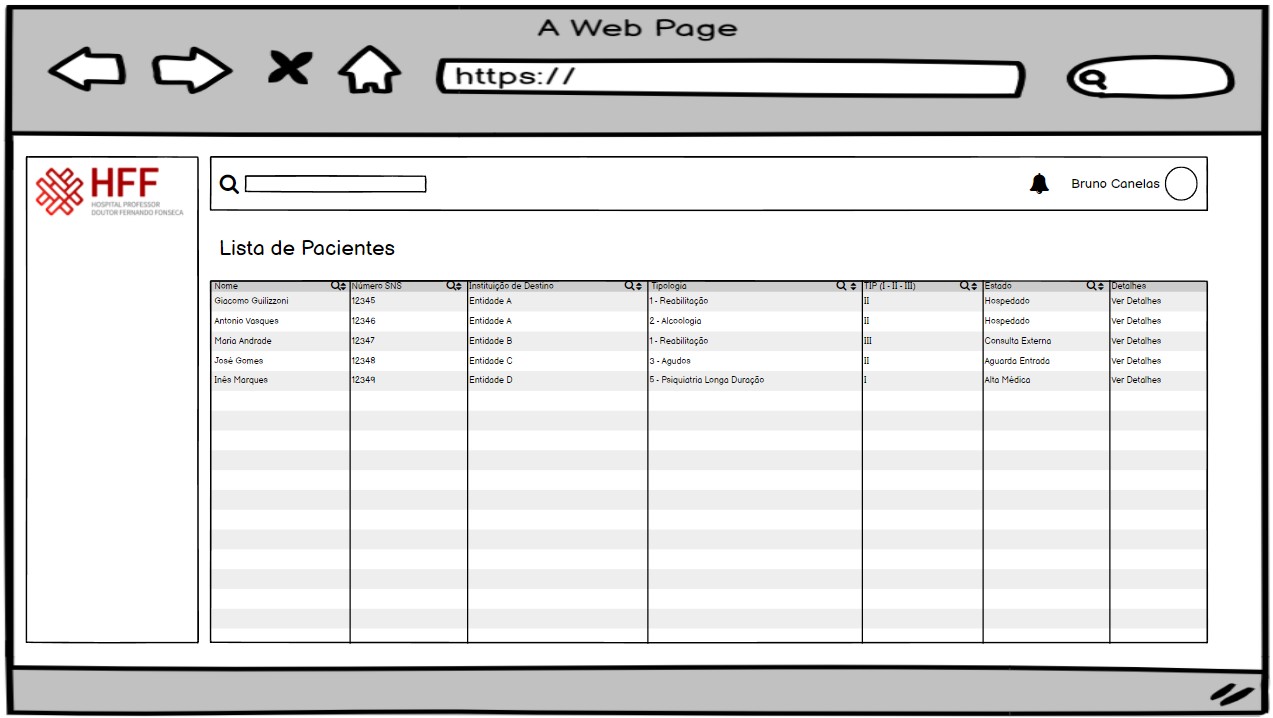 A Web Page
https://
HFF
HOSPITAL PROFESSOR
DOUTOR FERNANDO FONSECA
Bruno Canelas
Lista de Pacientes
Nome Número SNS Instituição de Destino Tipologia TIP (I - II - III) Estado Detalhes
Giacomo Guilizzoni 12345 Entidade A 1 - Reabilitação II Hospedado Ver Detalhes
Antonio Vasques 12346 Entidade A 2 - Alcoologia II Hospedado Ver Detalhes
Maria Andrade 12347 Entidade B 1 - Reabilitação III Consulta Externa Ver Detalhes
José Gomes 12348 Entidade C 3 - Agudos II Aguarda Entrada Ver Detalhes
Inês Marques 12349 Entidade D 5 - Psiquiatria Longa Duração I Alta Médica Ver Detalhes